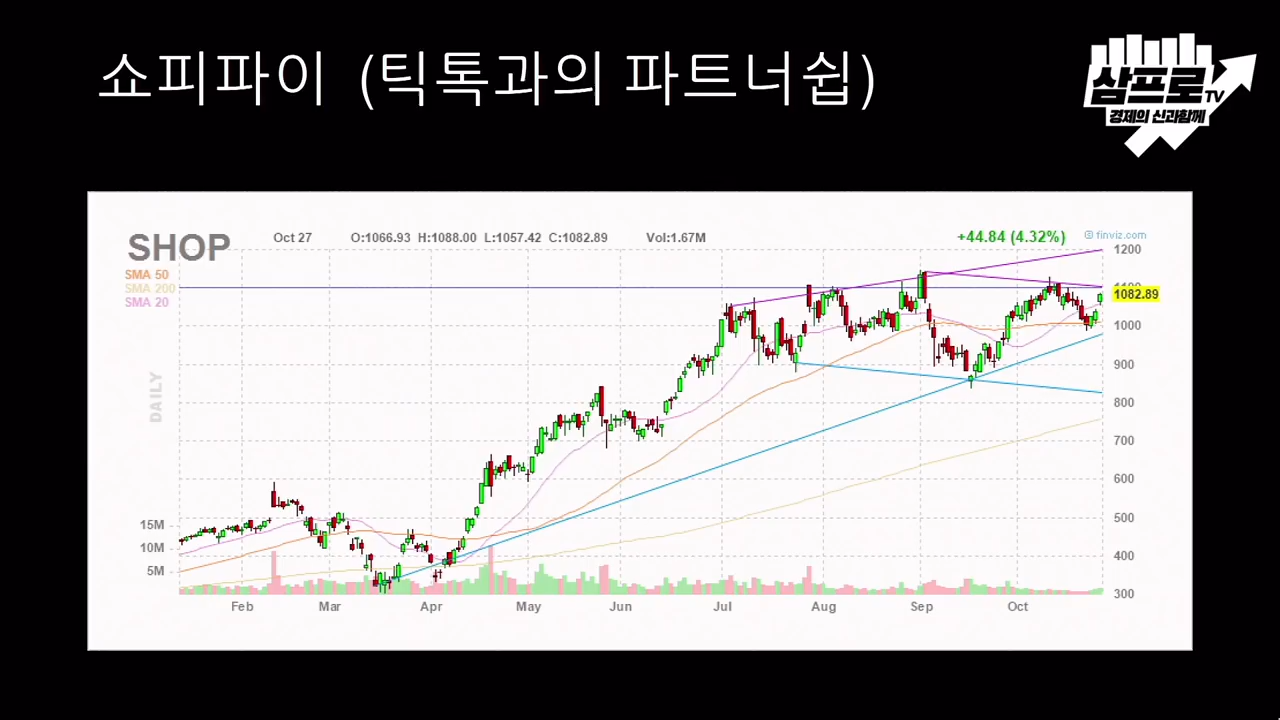 쇼피파이 (틱톡과의 파트너쉽)
삼프로TV
경제의 신과함께
SHOP Oct 27 O:1066.93 H:1088.00 L:1057.42 C:1082.89 Vol:1.67M +44.84 (4.32%) © finviz.com
SMA 50
SMA 200
SMA 20
DAILY
1200
1100
1082.89
1000
900
800
700
600
500
400
300
15M
10M
5M
Feb Mar Apr May Jun Jul Aug Sep Oct